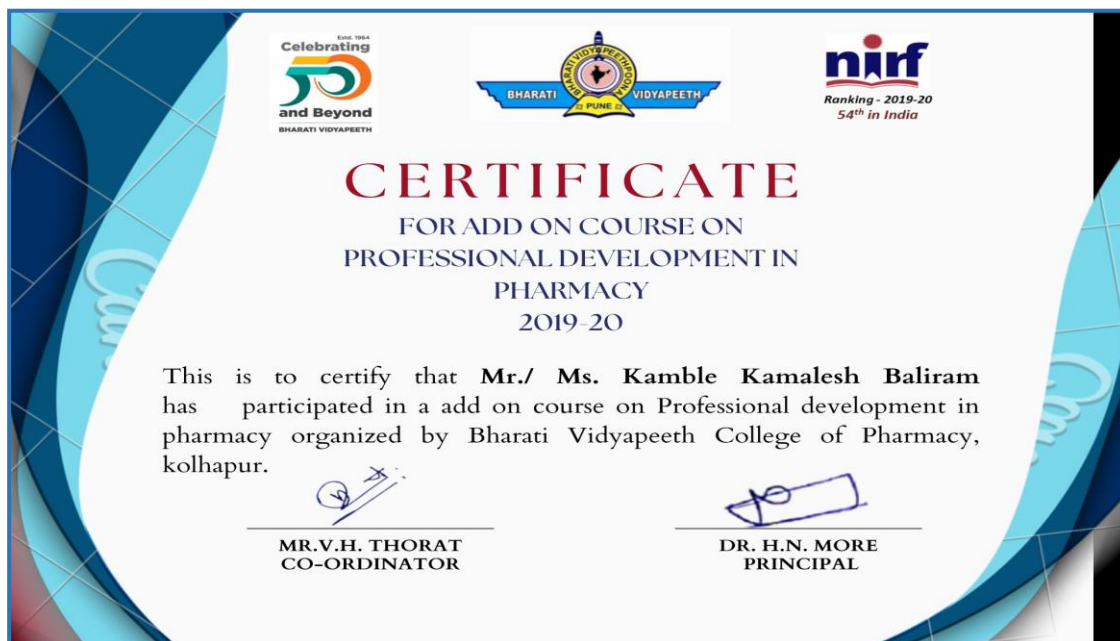 Estd. 1964
Celebrating
50
and Beyond
BHARATI VIDYAPEETH
BHARATI VIDYAPEETH POONA
BHARATI VIDYAPEETH
PUNE
nirf
Ranking - 2019-20
54th in India
CERTIFICATE
FOR ADD ON COURSE ON
PROFESSIONAL DEVELOPMENT IN
PHARMACY
2019-20
This is to certify that Mr./ Ms. Kamble Kamalesh Baliram
has participated in a add on course on Professional development in
pharmacy organized by Bharati Vidyapeeth College of Pharmacy,
kolhapur.
MR.V.H. THORAT
CO-ORDINATOR
DR. H.N. MORE
PRINCIPAL